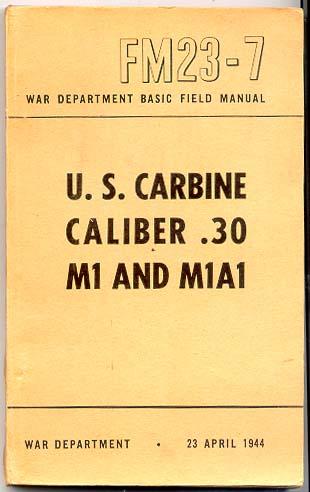 FM23-7
WAR DEPARTMENT BASIC FIELD MANUAL
U. S. CARBINE
CALIBER .30
M1 AND M1A1
WAR DEPARTMENT • 23 APRIL 1944